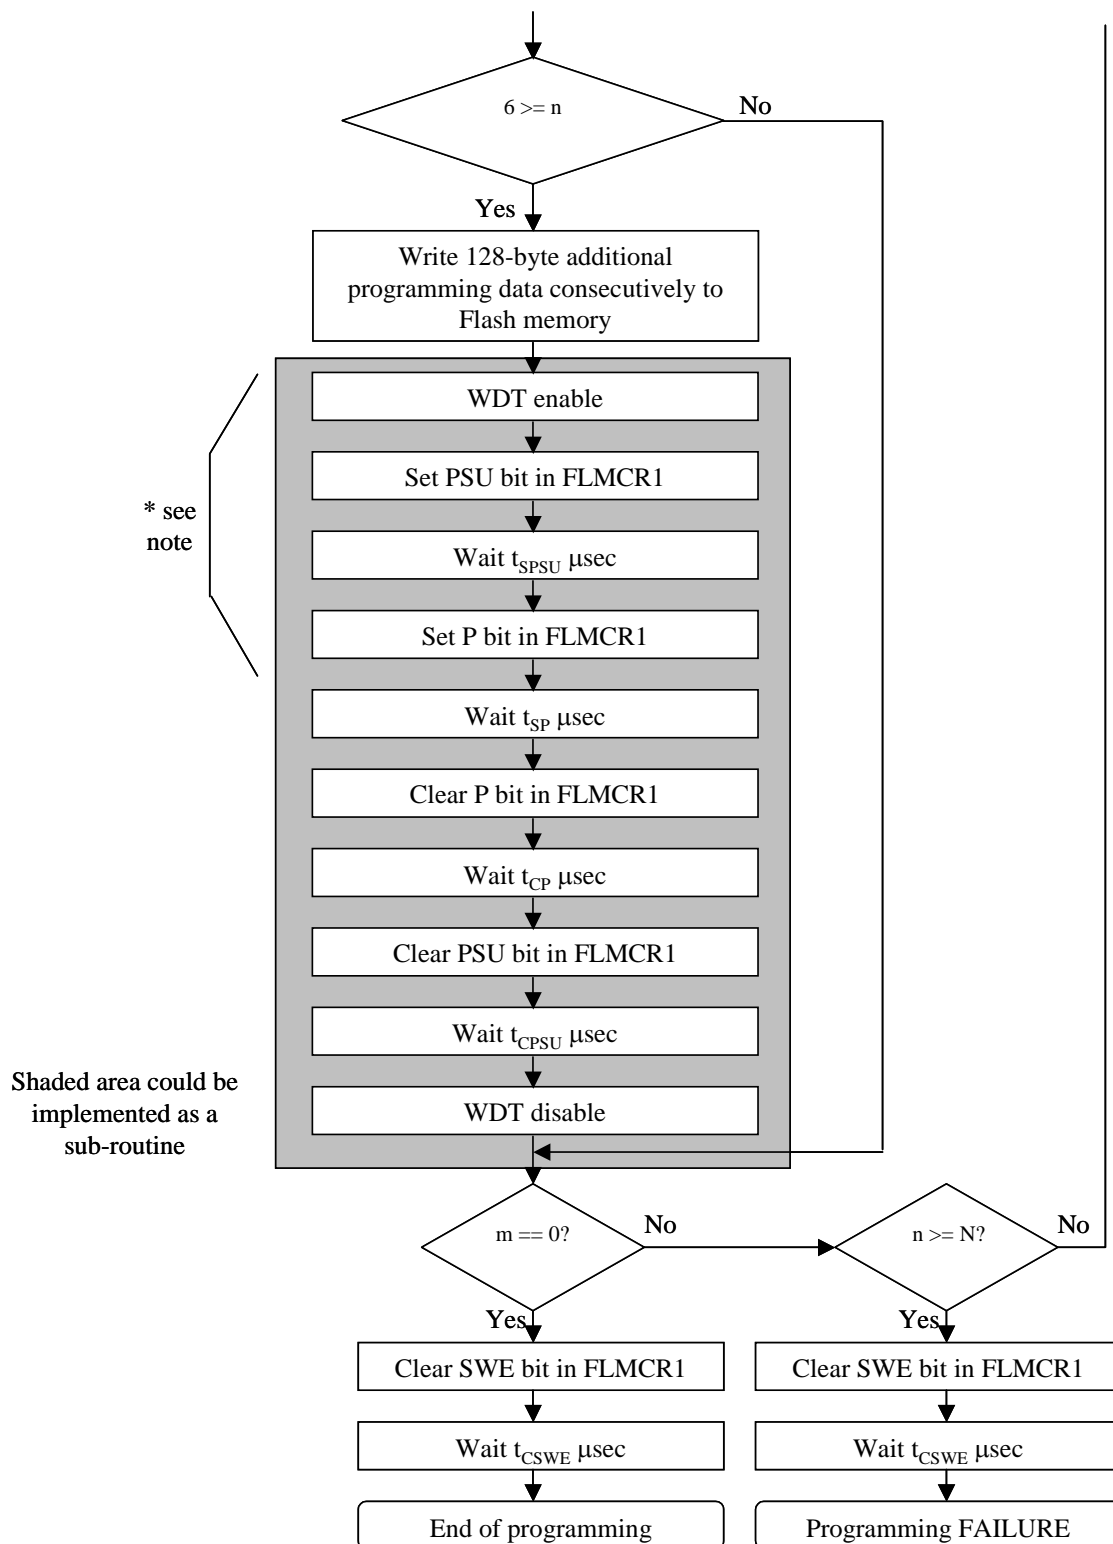 6 >= n
No
Yes
Write 128-byte additional
programming data consecutively to
Flash memory
WDT enable
Set PSU bit in FLMCR1
* see
note
Wait tSPSU μsec
Set P bit in FLMCR1
Wait tSP μsec
Clear P bit in FLMCR1
Wait tCP μsec
Clear PSU bit in FLMCR1
Wait tCPSU μsec
Shaded area could be
implemented as a
sub-routine
WDT disable
m == 0?
No
n >= N?
No
Yes
Yes
Clear SWE bit in FLMCR1
Clear SWE bit in FLMCR1
Wait tCSWE μsec
Wait tCSWE μsec
End of programming
Programming FAILURE